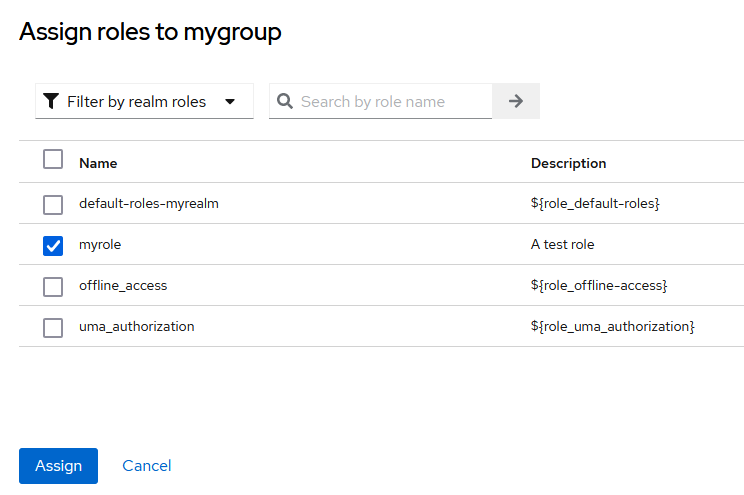 Assign roles to mygroup
Filter by realm roles
Search by role name
Name Description
default-roles-myrealm ${role_default-roles}
myrole A test role
offline_access ${role_offline-access}
uma_authorization ${role_uma_authorization}
Assign Cancel